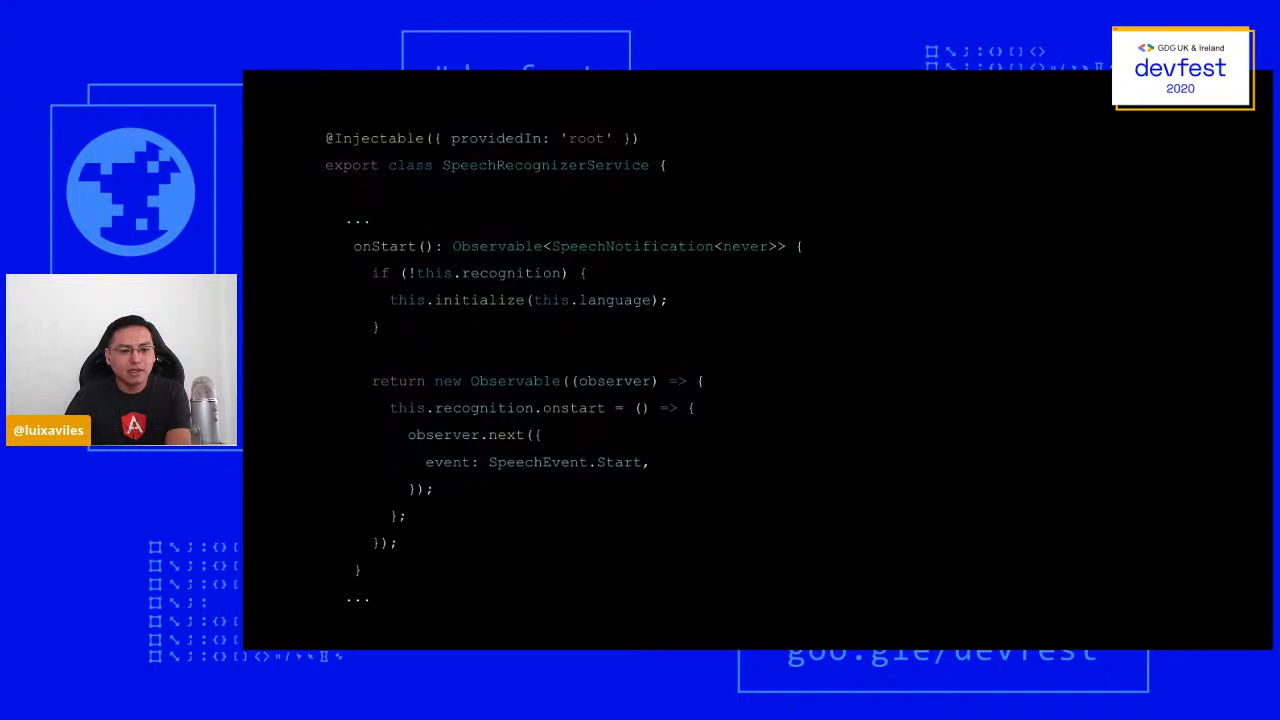 GDG UK & Ireland
devfest
2020
@Injectable({ providedIn: 'root' })
export class SpeechRecognizerService {
...
onStart(): Observable<SpeechNotification<never>> {
if (!this.recognition) {
this.initialize(this.language);
}
return new Observable((observer) => {
this.recognition.onstart = () => {
observer.next({
event: SpeechEvent.Start,
});
};
});
}
...
@luixaviles
goo.gle/devfest